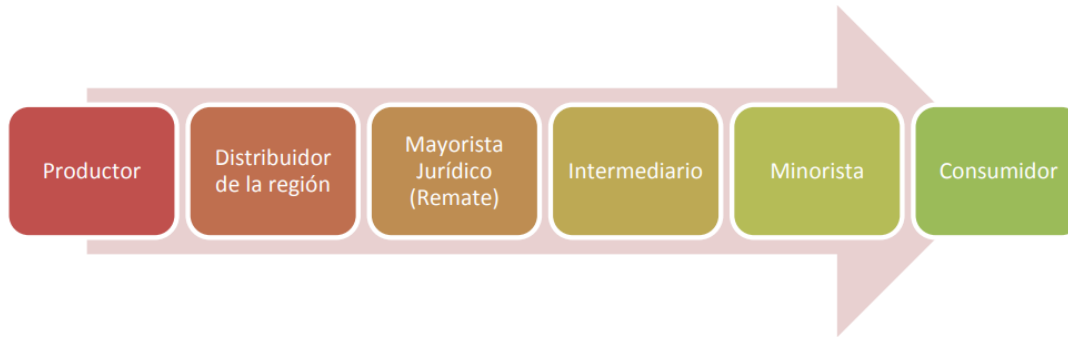 Productor
Distribuidor
de la región
Mayorista
Jurídico
(Remate)
Intermediario
Minorista
Consumidor